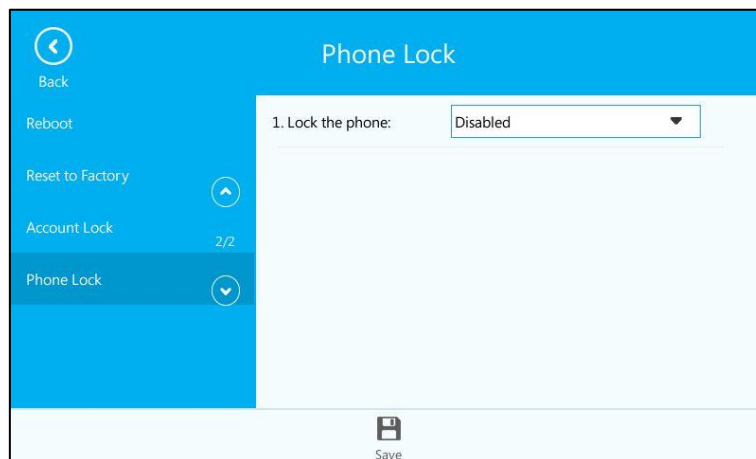 Phone Lock
Back
Reboot
1. Lock the phone: Disabled
Reset to Factory
Account Lock
2/2
Phone Lock
Save